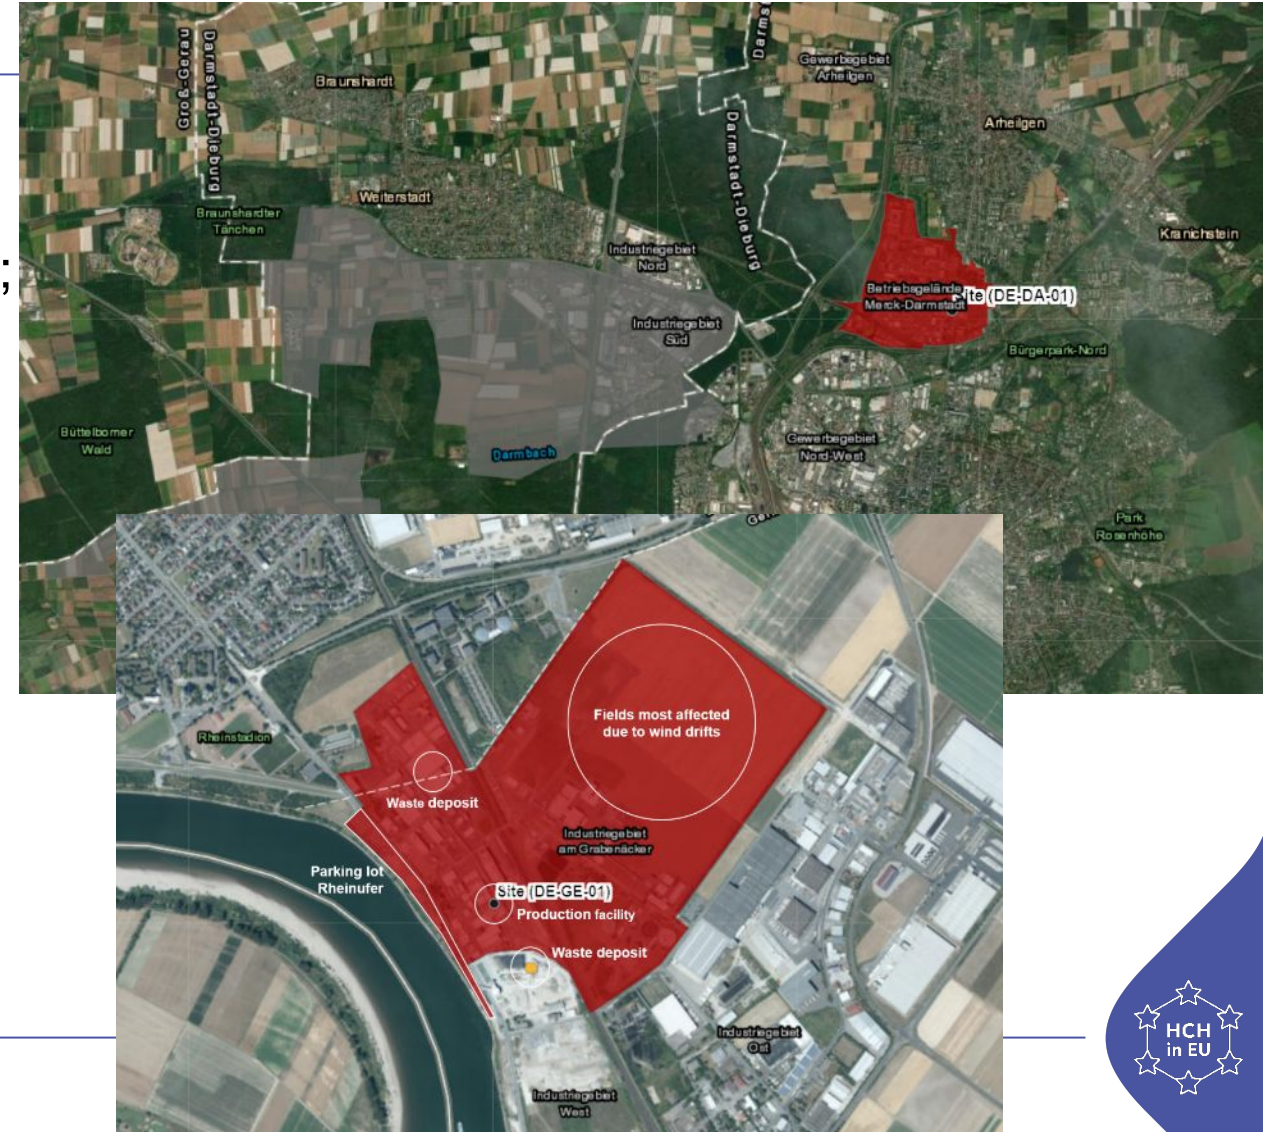 ;
Groß-Gerau
Darmstadt-Dieburg
Braunshardt
Gewerbegebiet
Arheilgen
Arheilgen
Darmstadt-Dieburg
Weiterstadt
Braunshardter
Tännchen
Kranichstein
Industriegebiet
Nord
Betriebsgelände
Merck-Darmstadt
Site (DE-DA-01)
Industriegebiet
Süd
Bürgerpark-Nord
Büttelborner
Wald
Darmbach
Gewerbegebiet
Nord-West
Park
Rosenhöhe
Fields most affected
due to wind drifts
Rheinstadion
Waste deposit
Industriegebiet
am Grabenäcker
Parking lot
Rheinufer
Site (DE-GE-01)
Production facility
Waste deposit
Industriegebiet
Ost
Industriegebiet
West
HCH
in EU